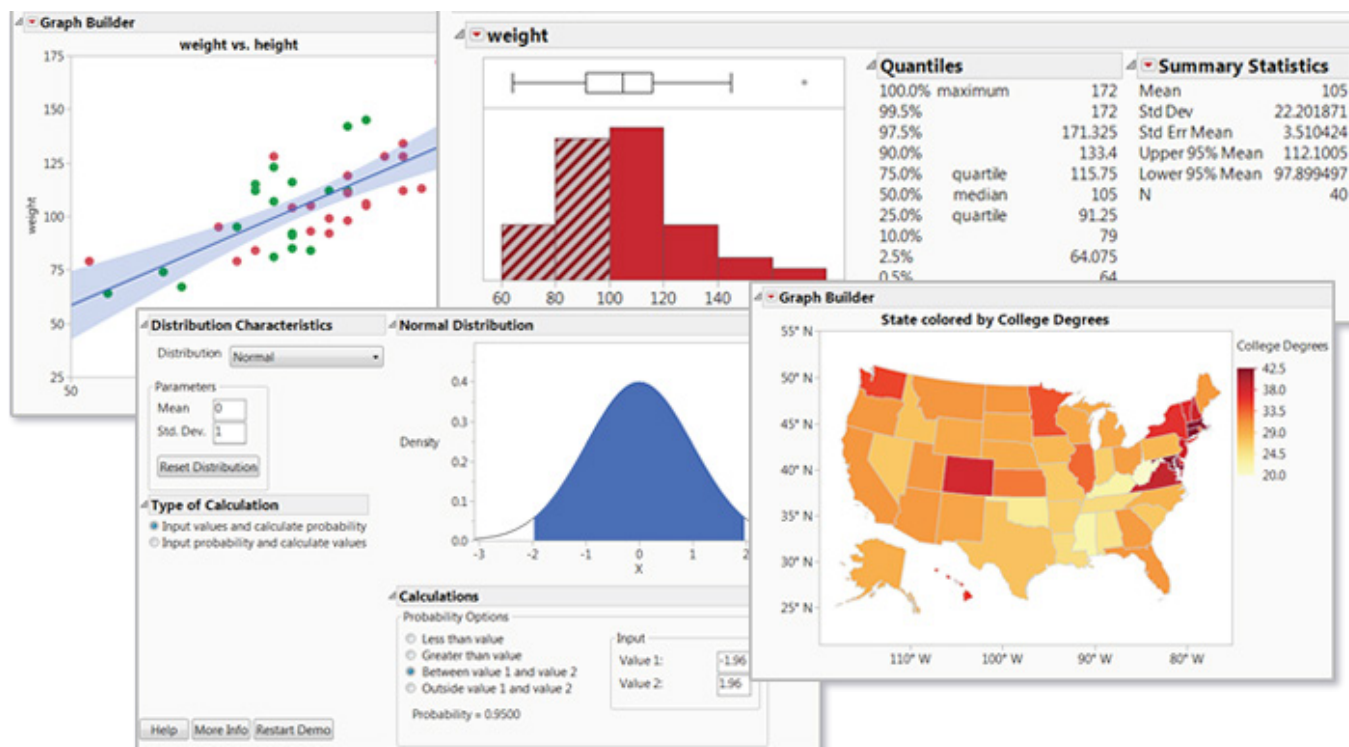 Graph Builder
weight vs. height
175
150
125
100
75
50
25
weight
50
weight
60 80 100 120 140
Quantiles
100.0% maximum 172
99.5% 172
97.5% 171.325
90.0% 133.4
75.0% quartile 115.75
50.0% median 105
25.0% quartile 91.25
10.0% 79
2.5% 64.075
0.5% 64
Summary Statistics
Mean 105
Std Dev 22.201871
Std Err Mean 3.510424
Upper 95% Mean 112.1005
Lower 95% Mean 97.899497
N 40
Distribution Characteristics
Distribution Normal
Parameters
Mean 0
Std. Dev. 1
Reset Distribution
Type of Calculation
Input values and calculate probability
Input probability and calculate values
Help More Info Restart Demo
Normal Distribution
0.4
0.3
Density
0.2
0.1
0.0
-3 -2 -1 0 1 2
X
Calculations
Probability Options
Less than value
Greater than value
Between value 1 and value 2
Outside value 1 and value 2
Probability = 0.9500
Input
Value 1: -1.96
Value 2: 1.96
Graph Builder
State colored by College Degrees
55° N
50° N
45° N
40° N
35° N
30° N
25° N
110° W 100° W 90° W 80° W
College Degrees
42.5
38.0
33.5
29.0
24.5
20.0